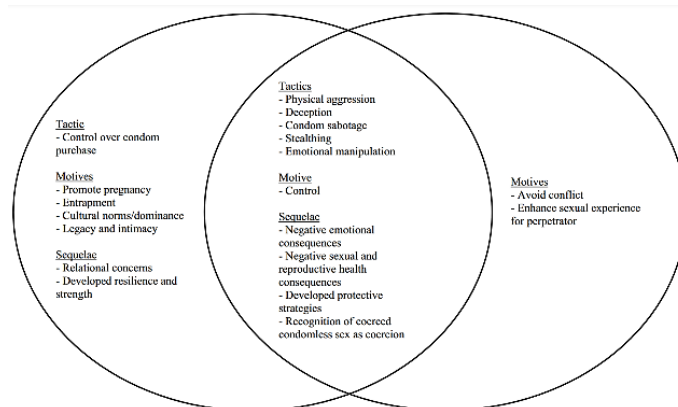 Tactic
- Control over condom
purchase
Motives
- Promote pregnancy
- Entrapment
- Cultural norms/dominance
- Legacy and intimacy
Sequelae
- Relational concerns
- Developed resilience and
strength
Tactics
- Physical aggression
- Deception
- Condom sabotage
- Stealthing
- Emotional manipulation
Motive
- Control
Sequelae
- Negative emotional
consequences
- Negative sexual and
reproductive health
consequences
- Developed protective
strategies
- Recognition of coerced
condomless sex as coercion
Motives
- Avoid conflict
- Enhance sexual experience
for perpetrator